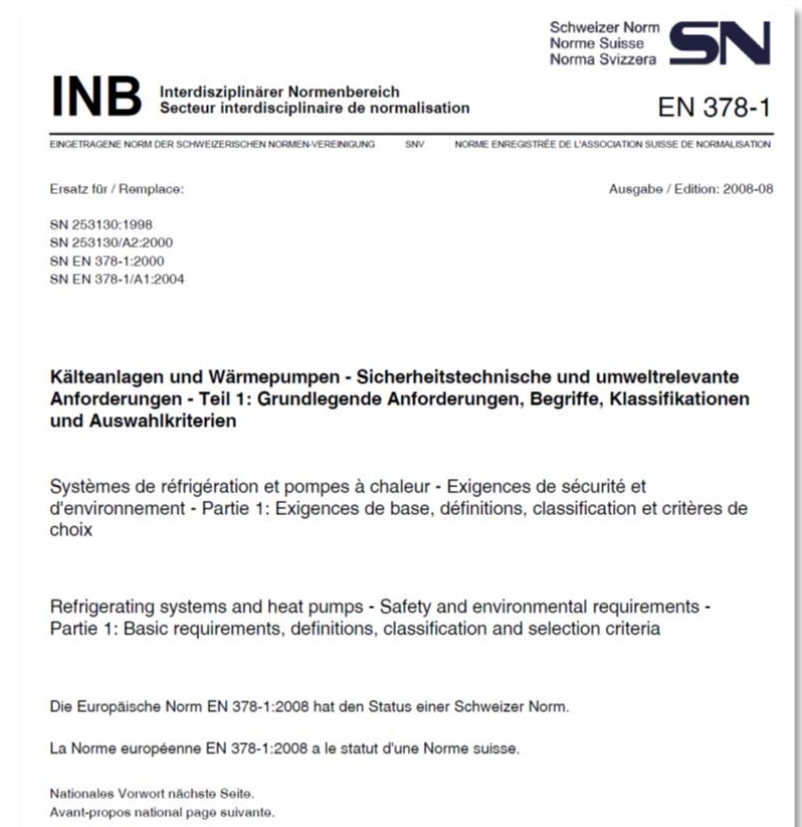 Schweizer Norm
Norme Suisse
Norma Svizzera
SN
INB
Interdisziplinärer Normenbereich
Secteur interdisciplinaire de normalisation
EN 378-1
EINGETRAGENE NORM DER SCHWEIZERISCHEN NORMEN-VEREINIGUNG SNV NORME ENREGISTRÉE DE L'ASSOCIATION SUISSE DE NORMALISATION
Ersatz für / Remplace: Ausgabe / Edition: 2008-08
SN 253130:1998
SN 253130/A2:2000
SN EN 378-1:2000
SN EN 378-1/A1:2004
Kälteanlagen und Wärmepumpen - Sicherheitstechnische und umweltrelevante
Anforderungen - Teil 1: Grundlegende Anforderungen, Begriffe, Klassifikationen
und Auswahlkriterien
Systèmes de réfrigération et pompes à chaleur - Exigences de sécurité et
d'environnement - Partie 1: Exigences de base, définitions, classification et critères de
choix
Refrigerating systems and heat pumps - Safety and environmental requirements -
Partie 1: Basic requirements, definitions, classification and selection criteria
Die Europäische Norm EN 378-1:2008 hat den Status einer Schweizer Norm.
La Norme européenne EN 378-1:2008 a le statut d'une Norme suisse.
Nationales Vorwort nächste Seite.
Avant-propos national page suivante.